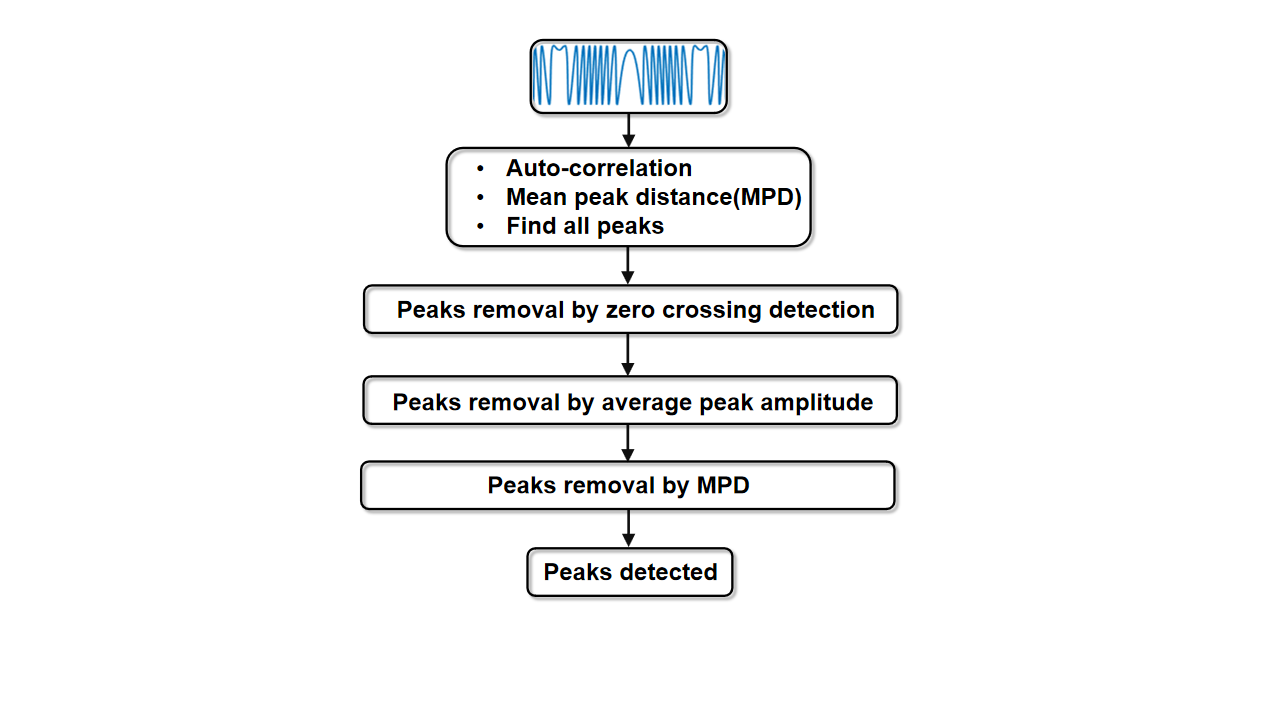 • Auto-correlation
• Mean peak distance(MPD)
• Find all peaks
Peaks removal by zero crossing detection
Peaks removal by average peak amplitude
Peaks removal by MPD
Peaks detected